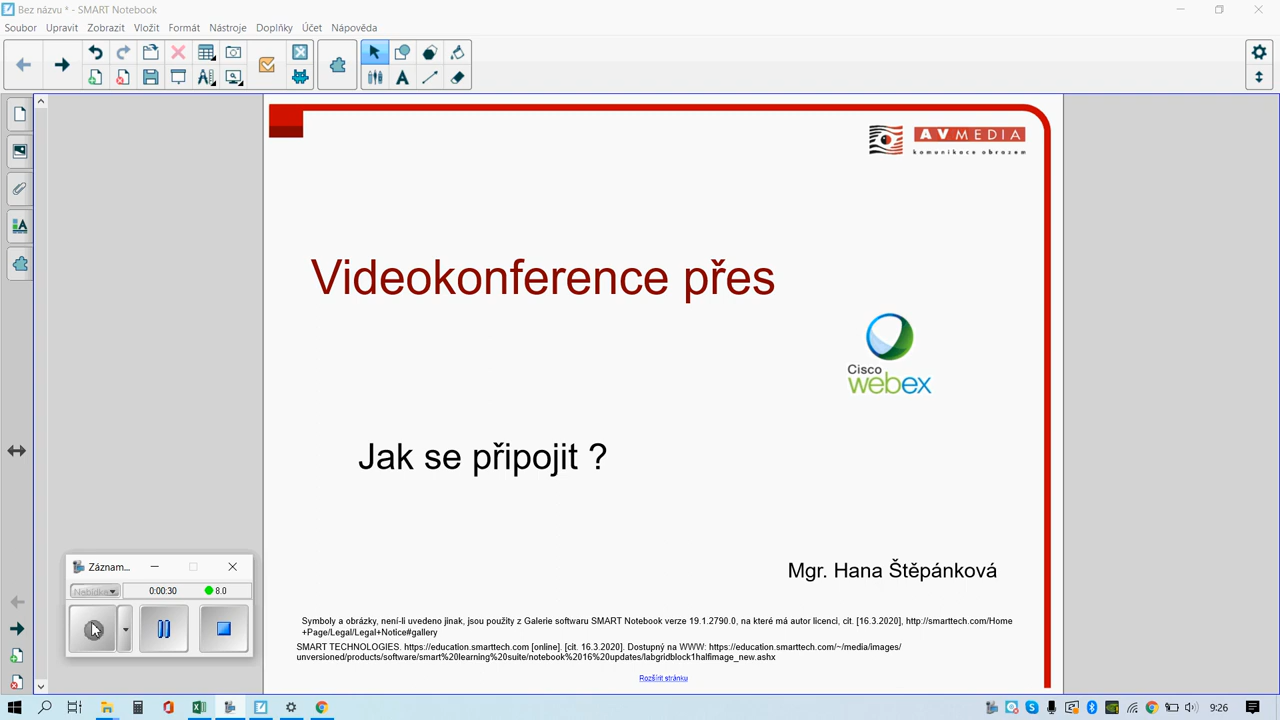 Bez názvu * - SMART Notebook
Soubor Upravit Zobrazit Vložit Formát Nástroje Doplňky Účet Nápověda
AV MEDIA
komunikace obrazem
Videokonference přes
Cisco
webex
Jak se připojit ?
Mgr. Hana Štěpánková
Záznam...
Nabídka
0:00:30 8.0
Symboly a obrázky, není-li uvedeno jinak, jsou použity z Galerie softwaru SMART Notebook verze 19.1.2790.0, na které má autor licenci, cit. [16.3.2020], http://smarttech.com/Home
+Page/Legal/Legal+Notice#gallery
SMART TECHNOLOGIES. https://education.smarttech.com [online]. [cit. 16.3.2020]. Dostupný na WWW: https://education.smarttech.com/~/media/images/
unversioned/products/software/smart%20learning%20suite/notebook%2016%20updates/labgridblock1halfimage_new.ashx
Rozšířit stránku
9:26